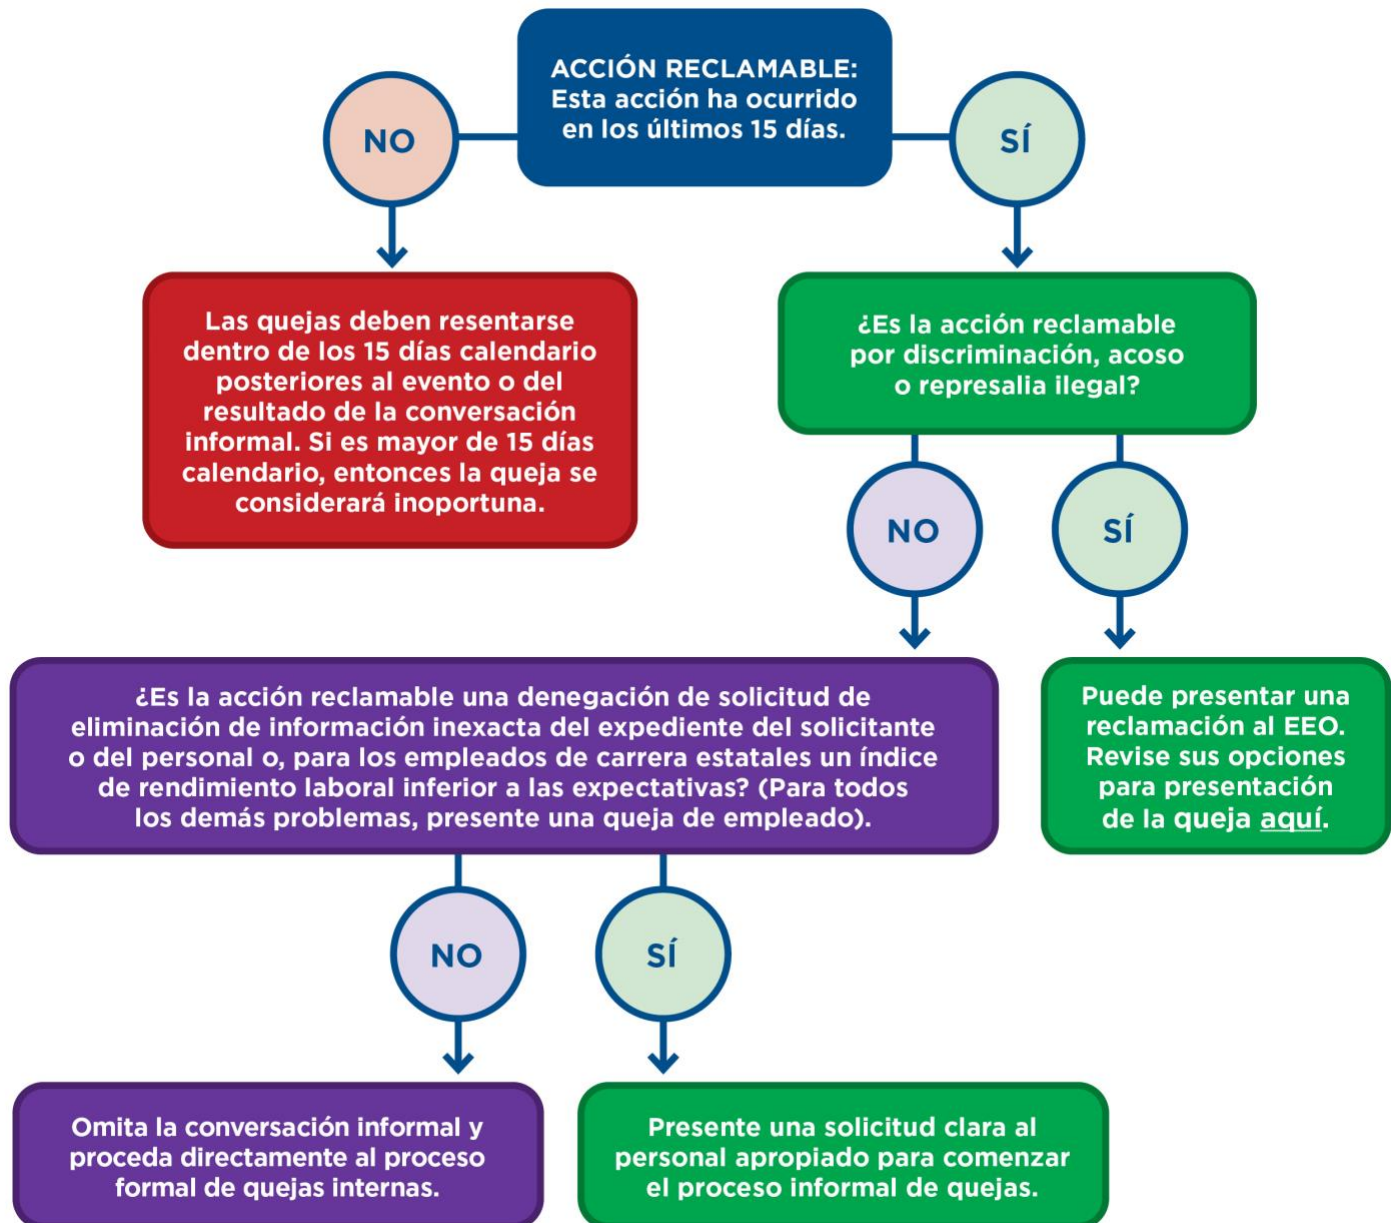 ACCIÓN RECLAMABLE:
Esta acción ha ocurrido
en los últimos 15 días.
NO
SÍ
Las quejas deben resentarse
dentro de los 15 días calendario
posteriores al evento o del
resultado de la conversación
informal. Si es mayor de 15 días
calendario, entonces la queja se
considerará inoportuna.
¿Es la acción reclamable
por discriminación, acoso
o represalia ilegal?
NO
SÍ
¿Es la acción reclamable una denegación de solicitud de
eliminación de información inexacta del expediente del solicitante
o del personal o, para los empleados de carrera estatales un índice
de rendimiento laboral inferior a las expectativas? (Para todos
los demás problemas, presente una queja de empleado).
Puede presentar una
reclamación al EEO.
Revise sus opciones
para presentación
de la queja aquí.
NO
SÍ
Omita la conversación informal y
proceda directamente al proceso
formal de quejas internas.
Presente una solicitud clara al
personal apropiado para comenzar
el proceso informal de quejas.